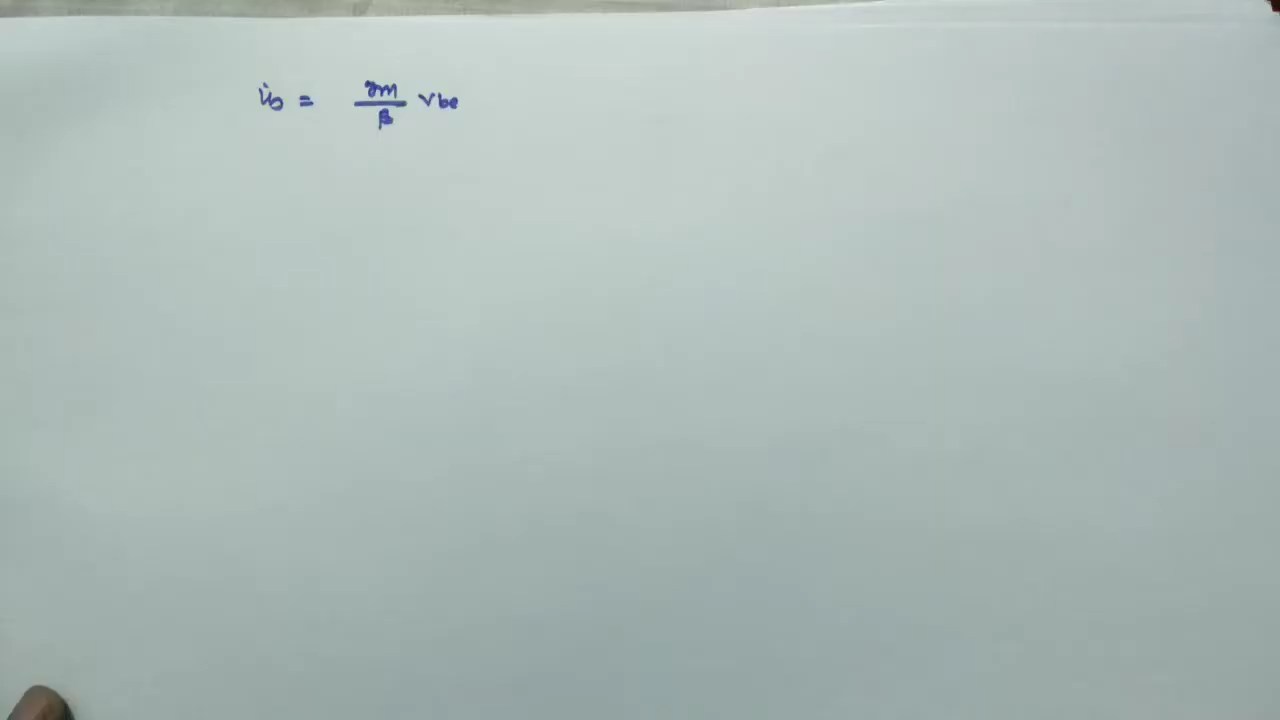 ib = gm/β vbe